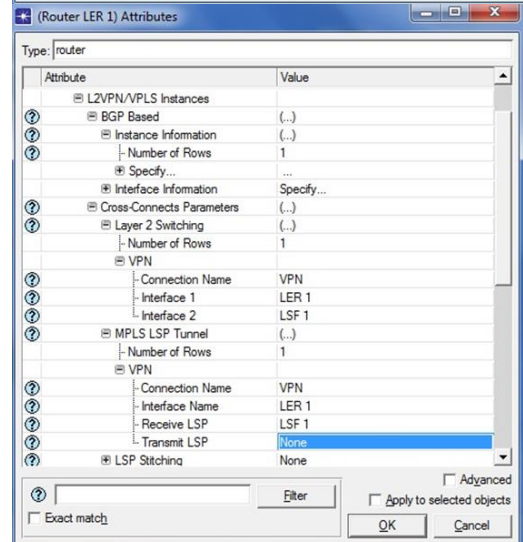 (Router LER 1) Attributes
Type: router
Attribute Value
L2VPN/VPLS Instances
BGP Based (...)
Instance Information (...)
Number of Rows 1
Specify... ...
Interface Information Specify...
Cross-Connects Parameters (...)
Layer 2 Switching (...)
Number of Rows 1
VPN
Connection Name VPN
Interface 1 LER 1
Interface 2 LSF 1
MPLS LSP Tunnel (...)
Number of Rows 1
VPN
Connection Name VPN
Interface Name LER 1
Receive LSP LSF 1
Transmit LSP None
LSP Stitching None
Advanced
Filter
Apply to selected objects
Exact match
OK Cancel